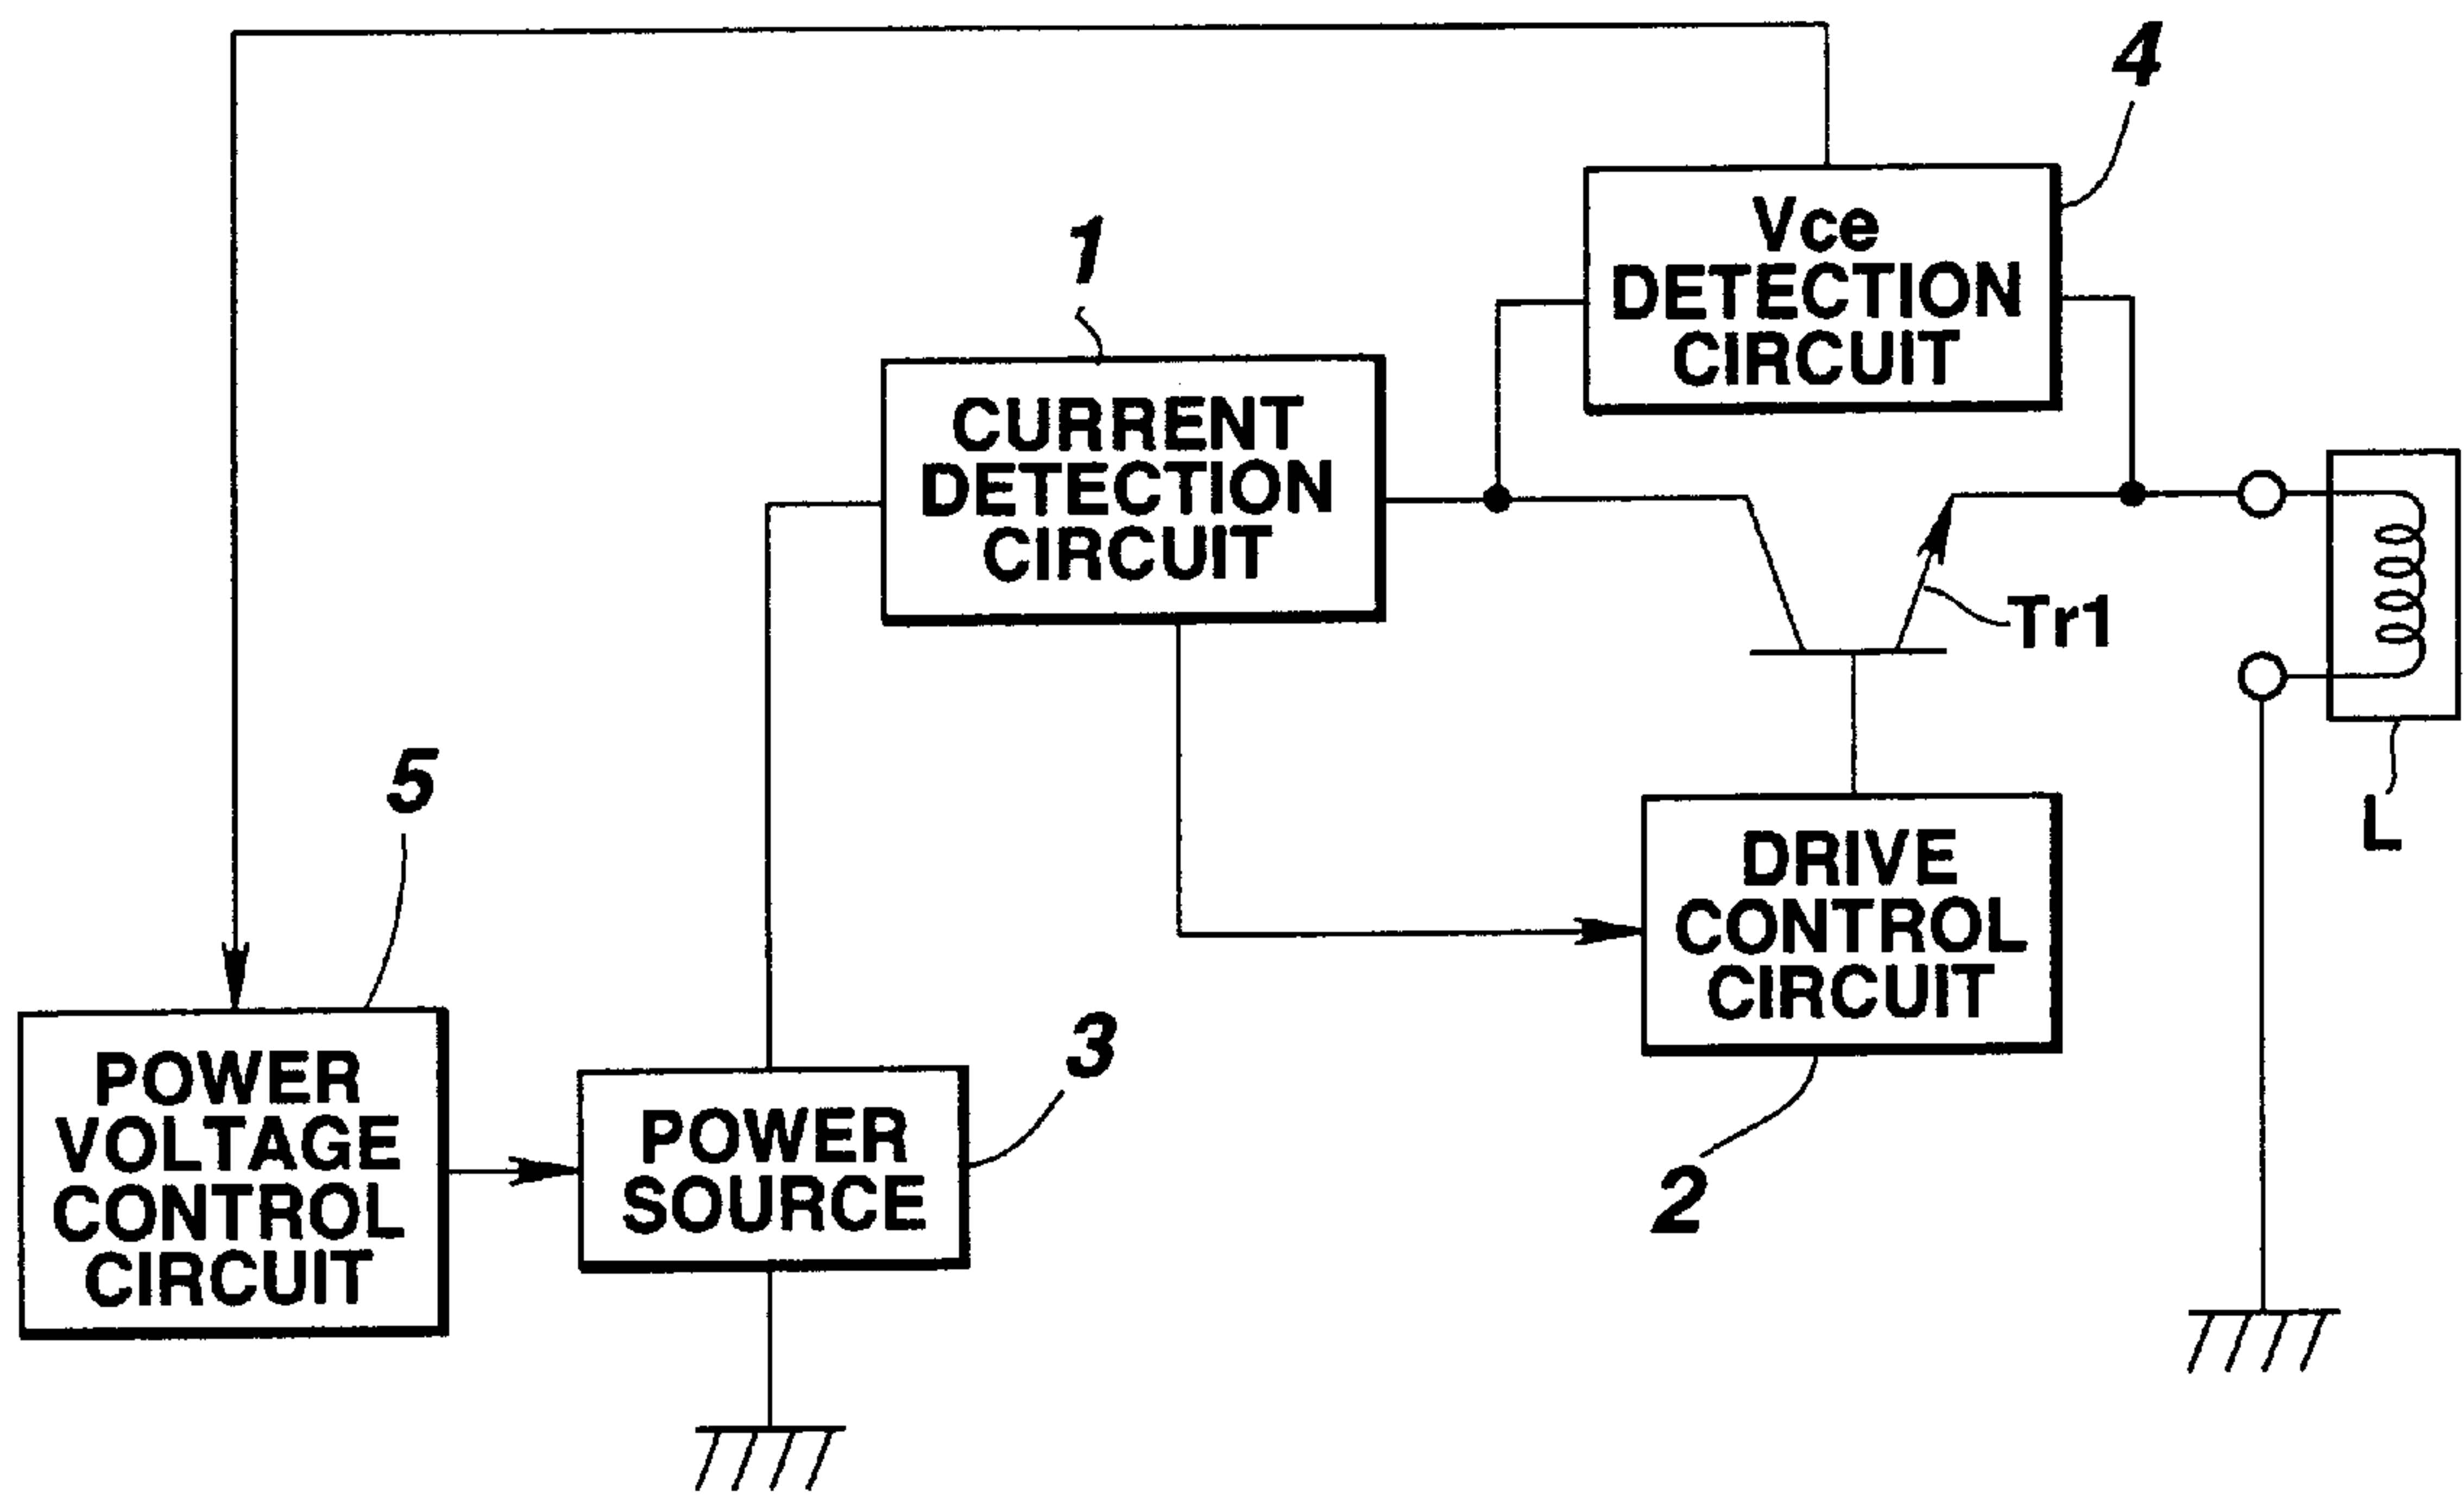 4
Vce
DETECTION
CIRCUIT
1
CURRENT
DETECTION
CIRCUIT
Tr1
L
5
DRIVE
CONTROL
CIRCUIT
2
POWER
VOLTAGE
CONTROL
CIRCUIT
3
POWER
SOURCE